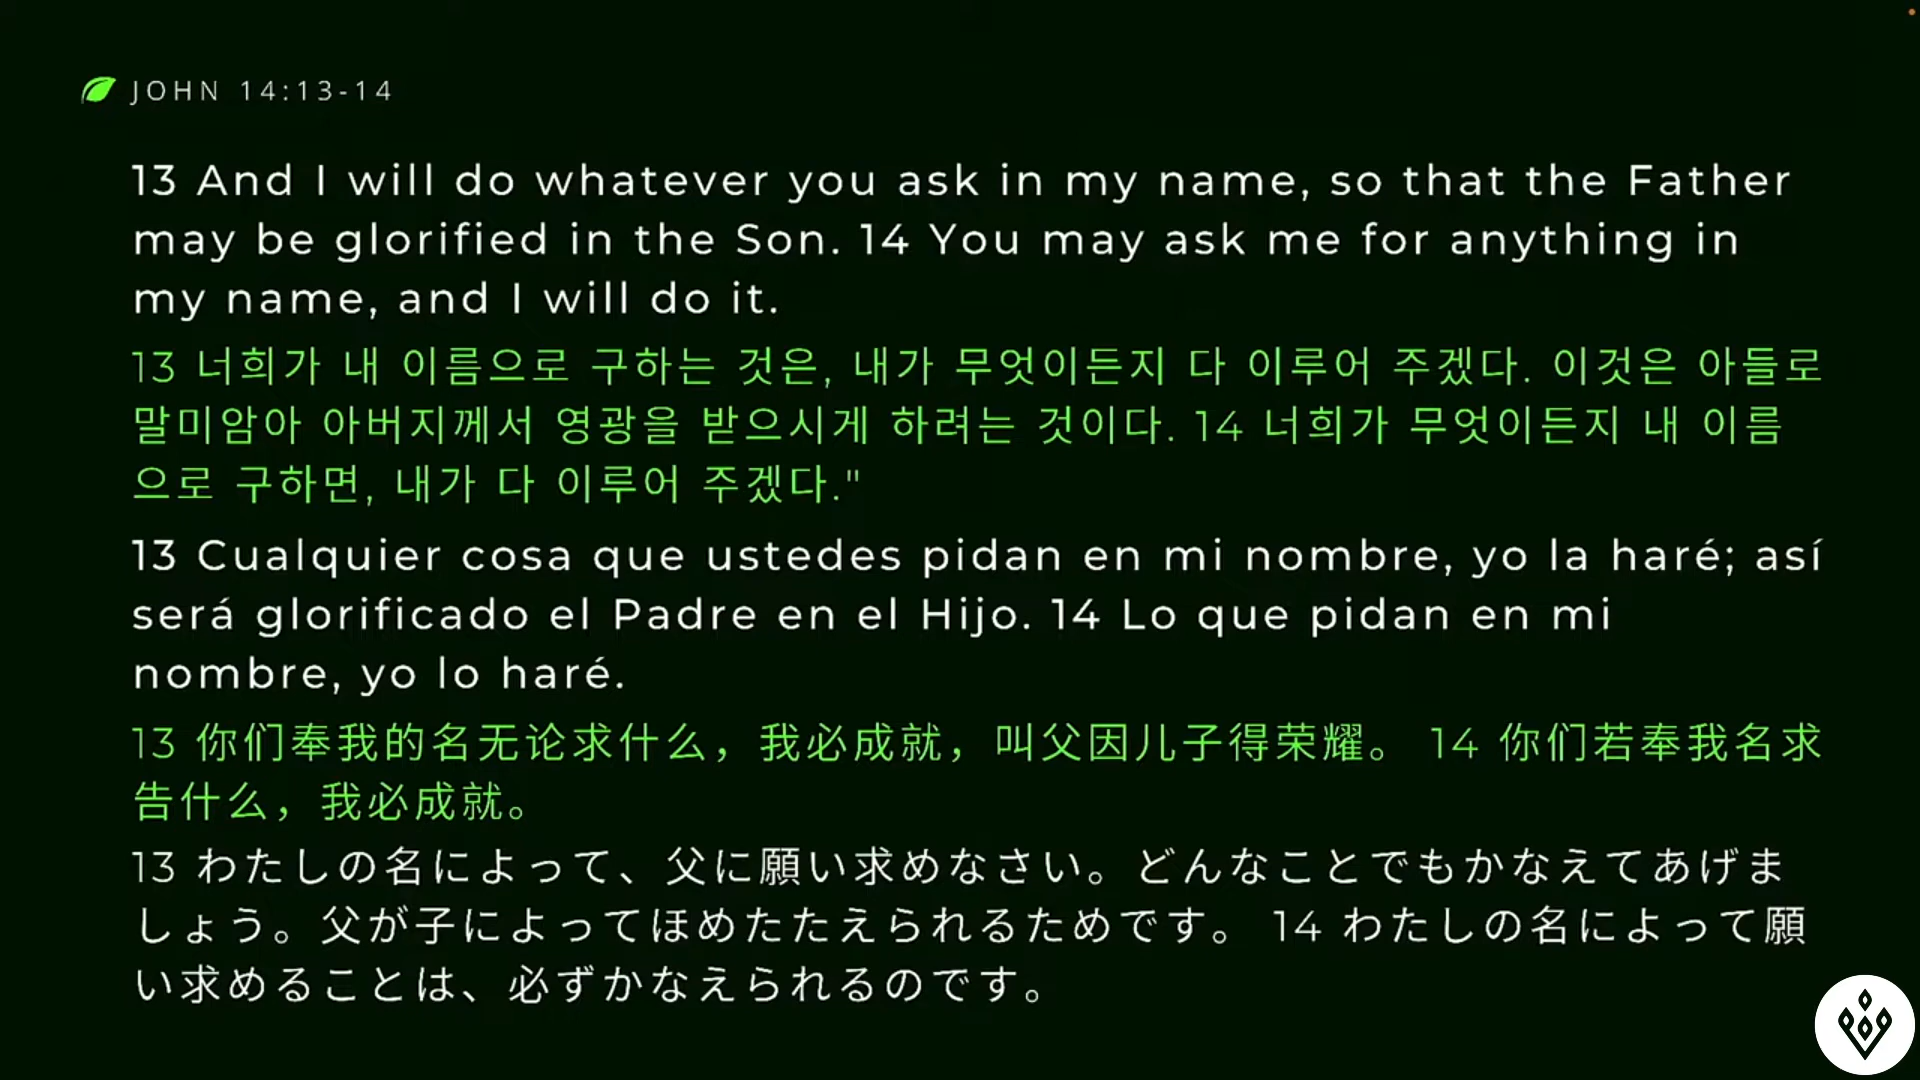 JOHN 14:13-14
13 And I will do whatever you ask in my name, so that the Father
may be glorified in the Son. 14 You may ask me for anything in
my name, and I will do it.
13 너희가 내 이름으로 구하는 것은, 내가 무엇이든지 다 이루어 주겠다. 이것은 아들로
말미암아 아버지께서 영광을 받으시게 하려는 것이다. 14 너희가 무엇이든지 내 이름
으로 구하면, 내가 다 이루어 주겠다."
13 Cualquier cosa que ustedes pidan en mi nombre, yo la haré; así
será glorificado el Padre en el Hijo. 14 Lo que pidan en mi
nombre, yo lo haré.
13 你们奉我的名无论求什么，我必成就，叫父因儿子得荣耀。 14 你们若奉我名求
告什么，我必成就。
13 わたしの名によって、父に願い求めなさい。どんなことでもかなえてあげま
しょう。父が子によってほめたたえられるためです。 14 わたしの名によって願
い求めることは、必ずかなえられるのです。